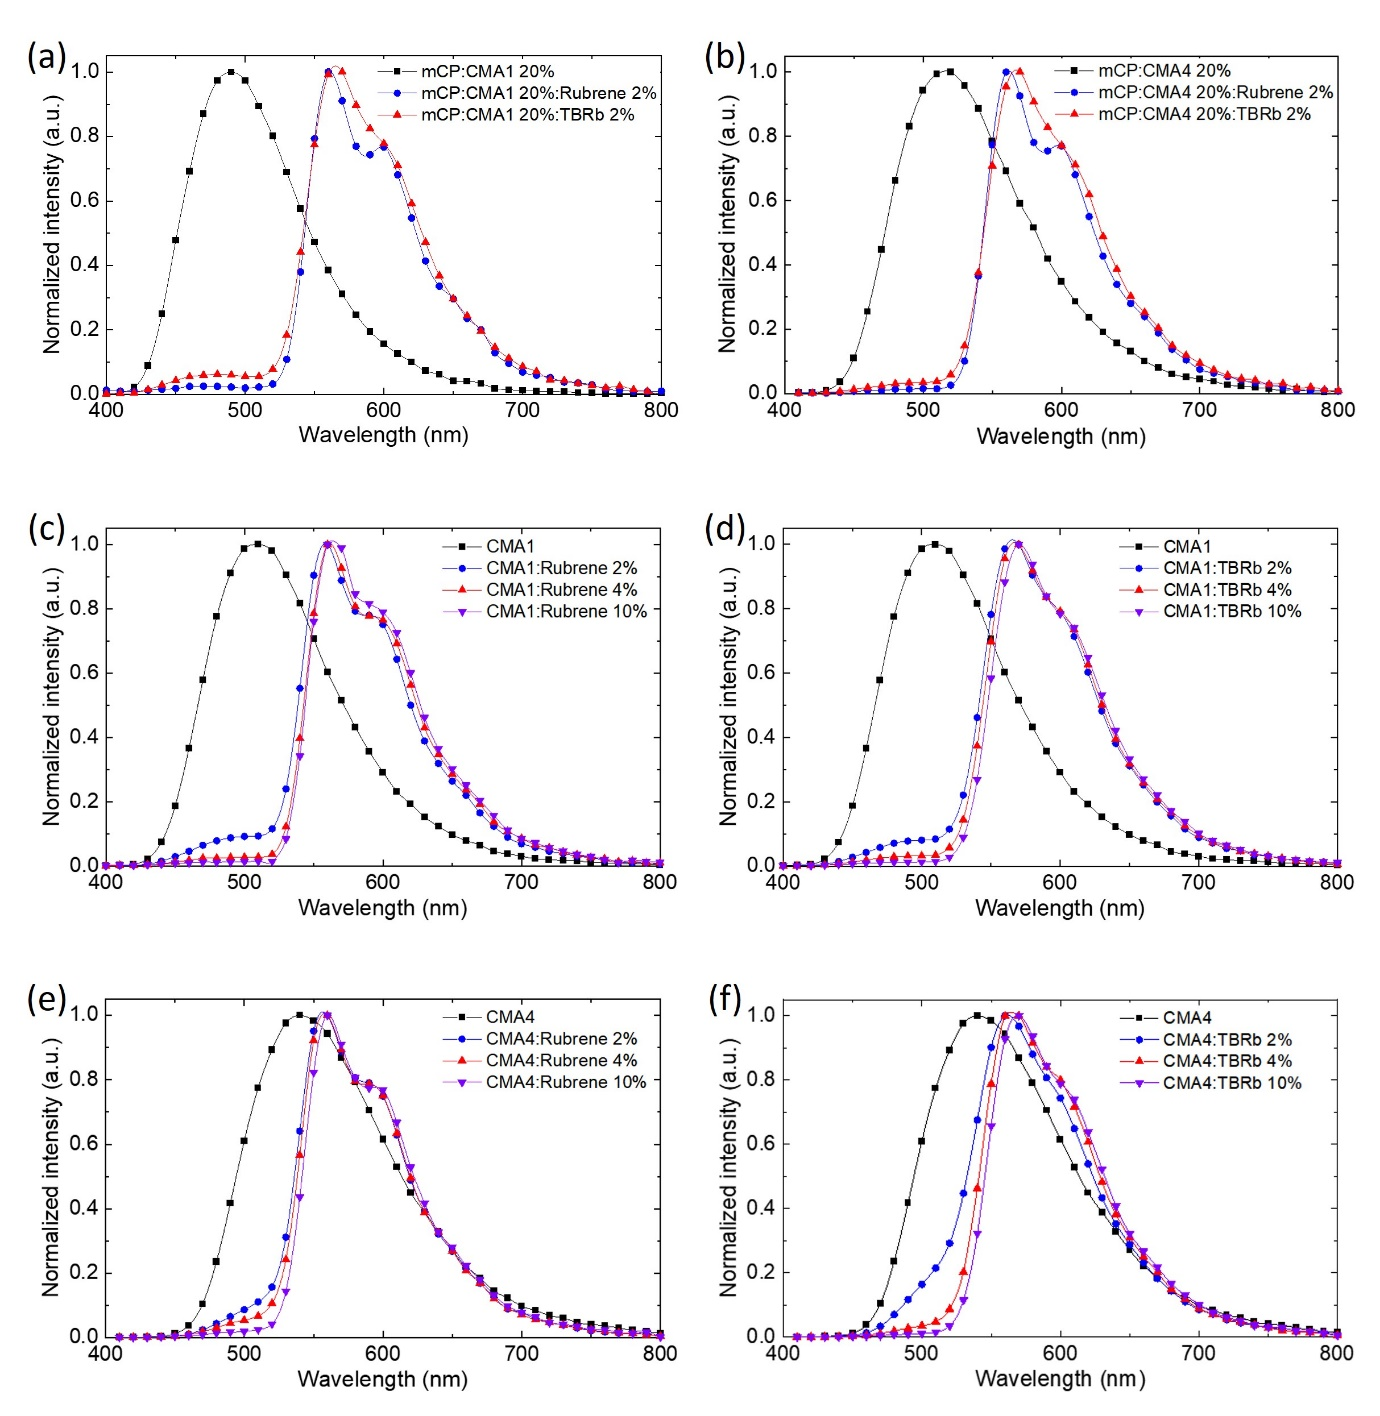 (a)
Normalized intensity (a.u.)
1.0
0.8
0.6
0.4
0.2
0.0
mCP:CMA1 20%
mCP:CMA1 20%:Rubrene 2%
mCP:CMA1 20%:TBRb 2%
400 500 600 700 800
Wavelength (nm)
(b)
Normalized intensity (a.u.)
1.0
0.8
0.6
0.4
0.2
0.0
mCP:CMA4 20%
mCP:CMA4 20%:Rubrene 2%
mCP:CMA4 20%:TBRb 2%
400 500 600 700 800
Wavelength (nm)
(c)
Normalized intensity (a.u.)
1.0
0.8
0.6
0.4
0.2
0.0
CMA1
CMA1:Rubrene 2%
CMA1:Rubrene 4%
CMA1:Rubrene 10%
400 500 600 700 800
Wavelength (nm)
(d)
Normalized intensity (a.u.)
1.0
0.8
0.6
0.4
0.2
0.0
CMA1
CMA1:TBRb 2%
CMA1:TBRb 4%
CMA1:TBRb 10%
400 500 600 700 800
Wavelength (nm)
(e)
Normalized intensity (a.u.)
1.0
0.8
0.6
0.4
0.2
0.0
CMA4
CMA4:Rubrene 2%
CMA4:Rubrene 4%
CMA4:Rubrene 10%
400 500 600 700 800
Wavelength (nm)
(f)
Normalized intensity (a.u.)
1.0
0.8
0.6
0.4
0.2
0.0
CMA4
CMA4:TBRb 2%
CMA4:TBRb 4%
CMA4:TBRb 10%
400 500 600 700 800
Wavelength (nm)